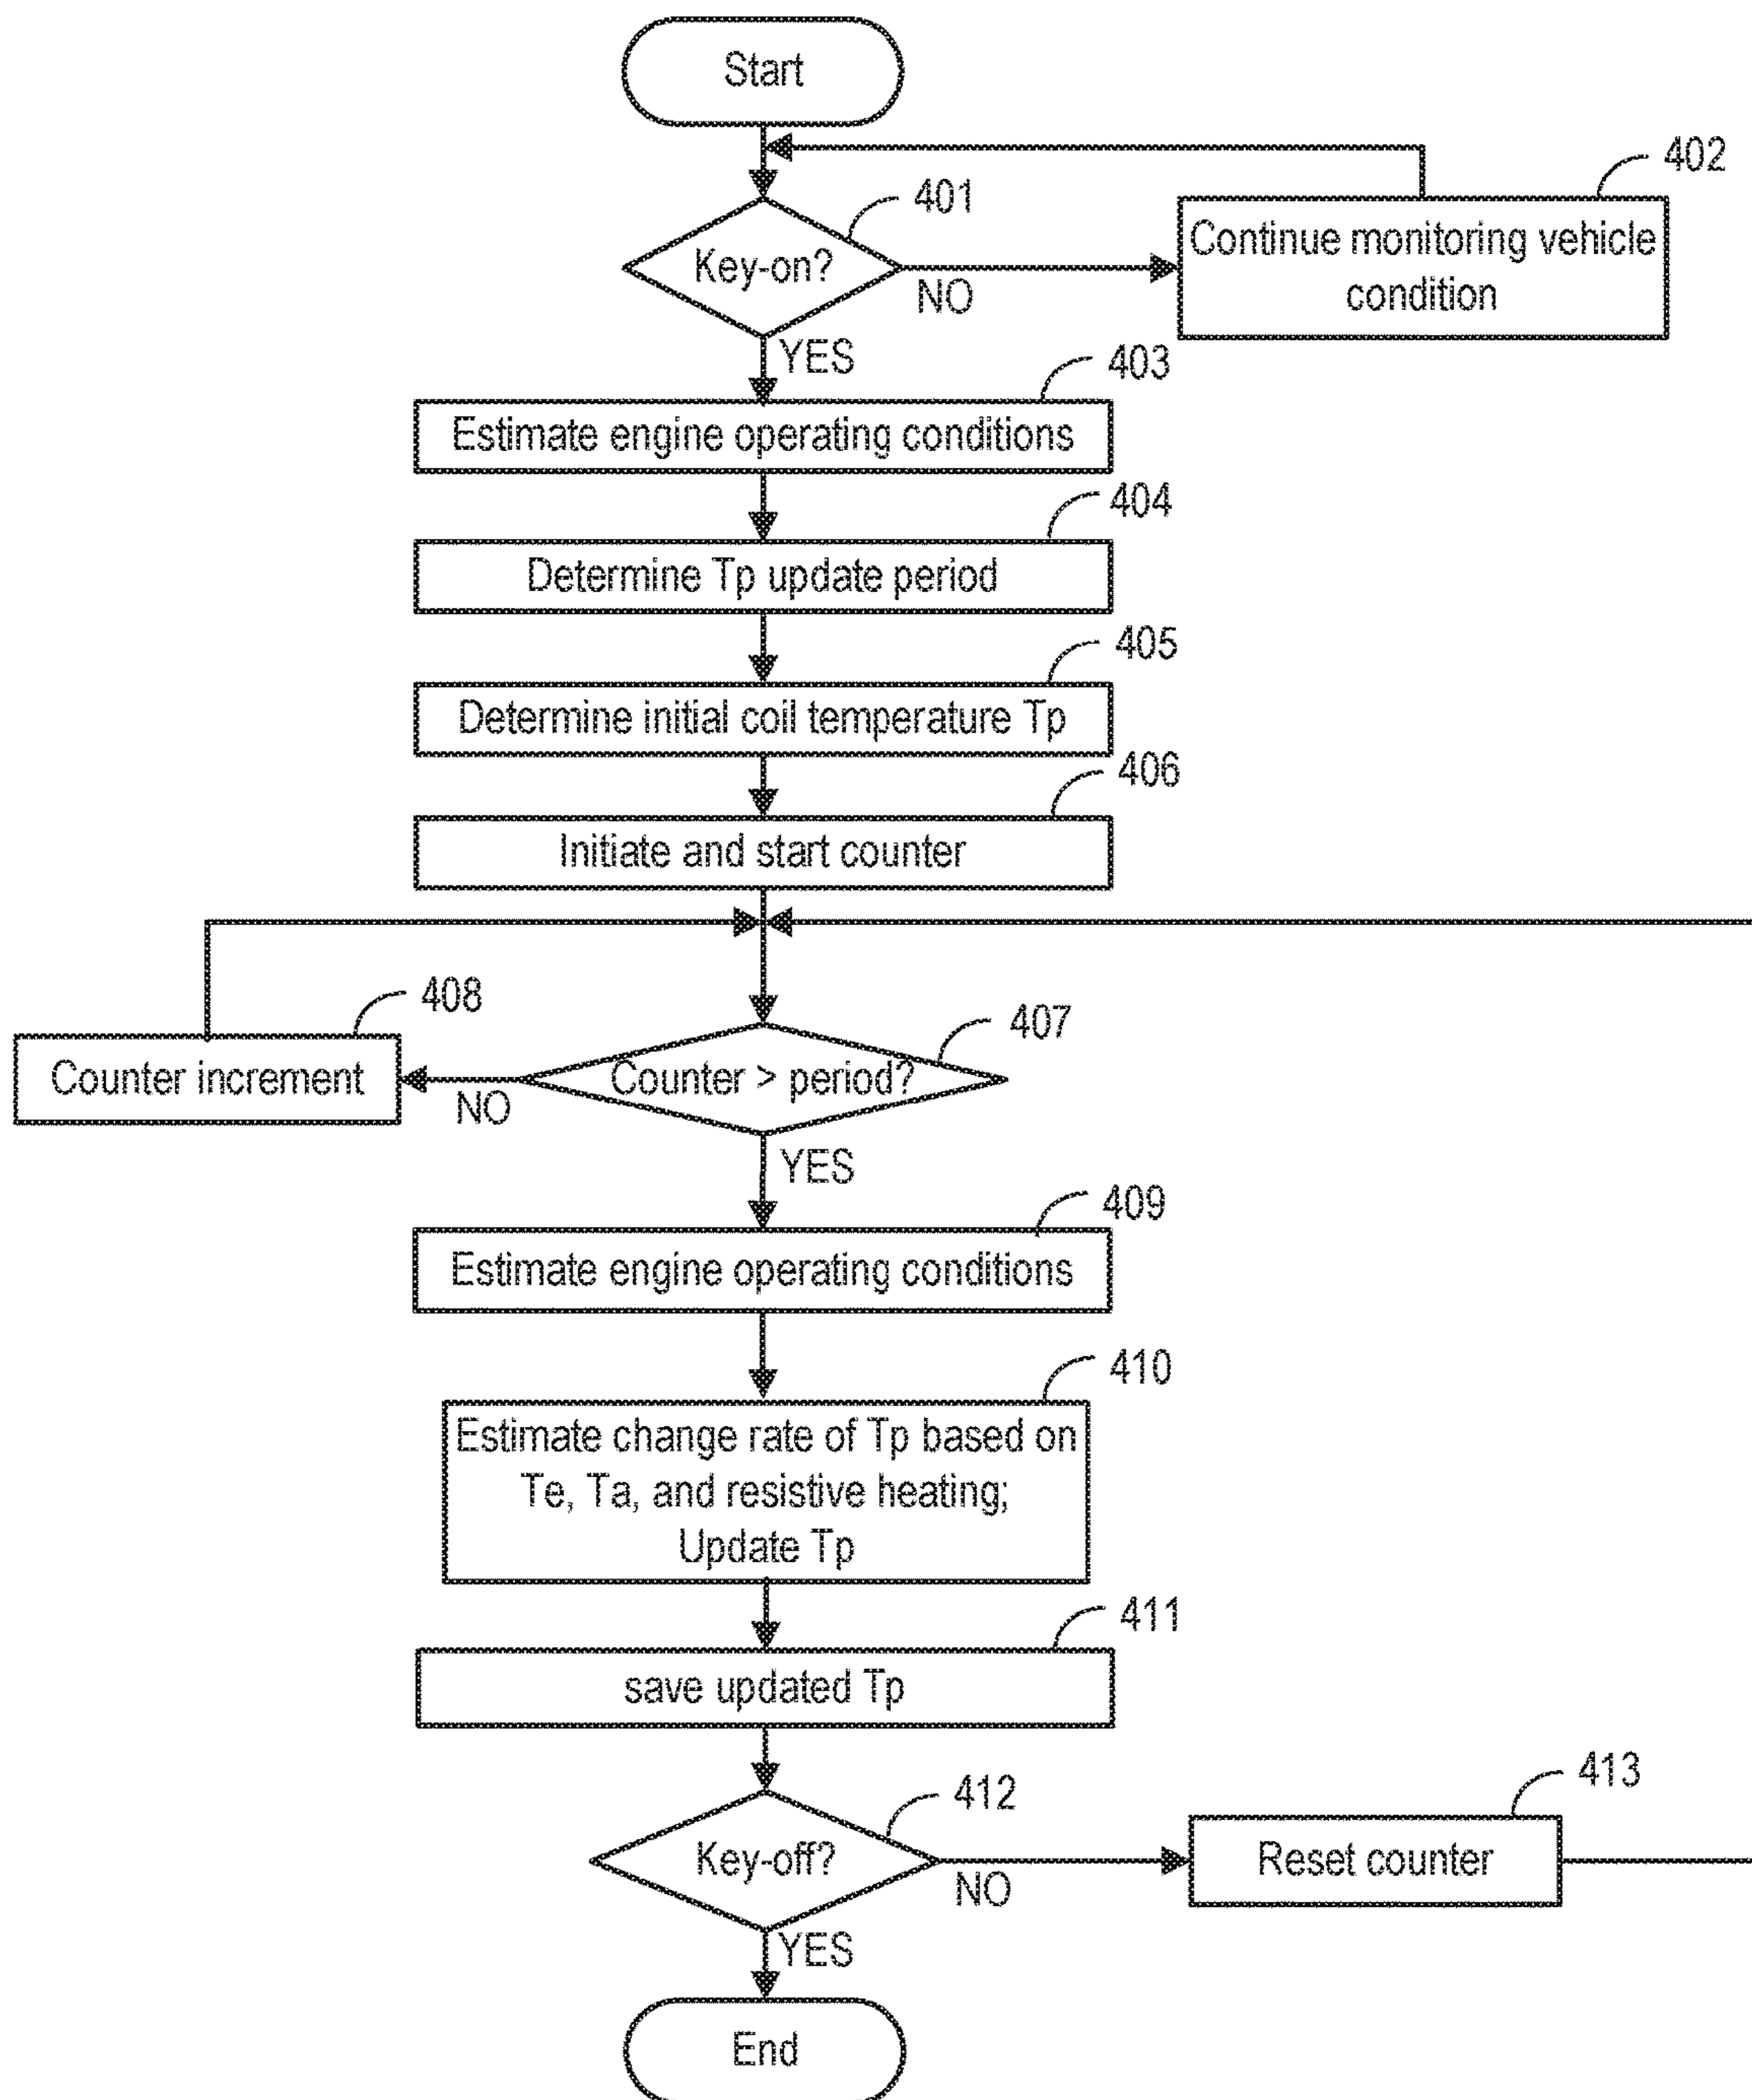 Start
401
Key-on?
NO
402
Continue monitoring vehicle
condition
YES
403
Estimate engine operating conditions
404
Determine Tp update period
405
Determine initial coil temperature Tp
406
Initiate and start counter
407
Counter > period?
NO
408
Counter increment
YES
409
Estimate engine operating conditions
410
Estimate change rate of Tp based on
Te, Ta, and resistive heating;
Update Tp
411
save updated Tp
412
Key-off?
NO
413
Reset counter
YES
End